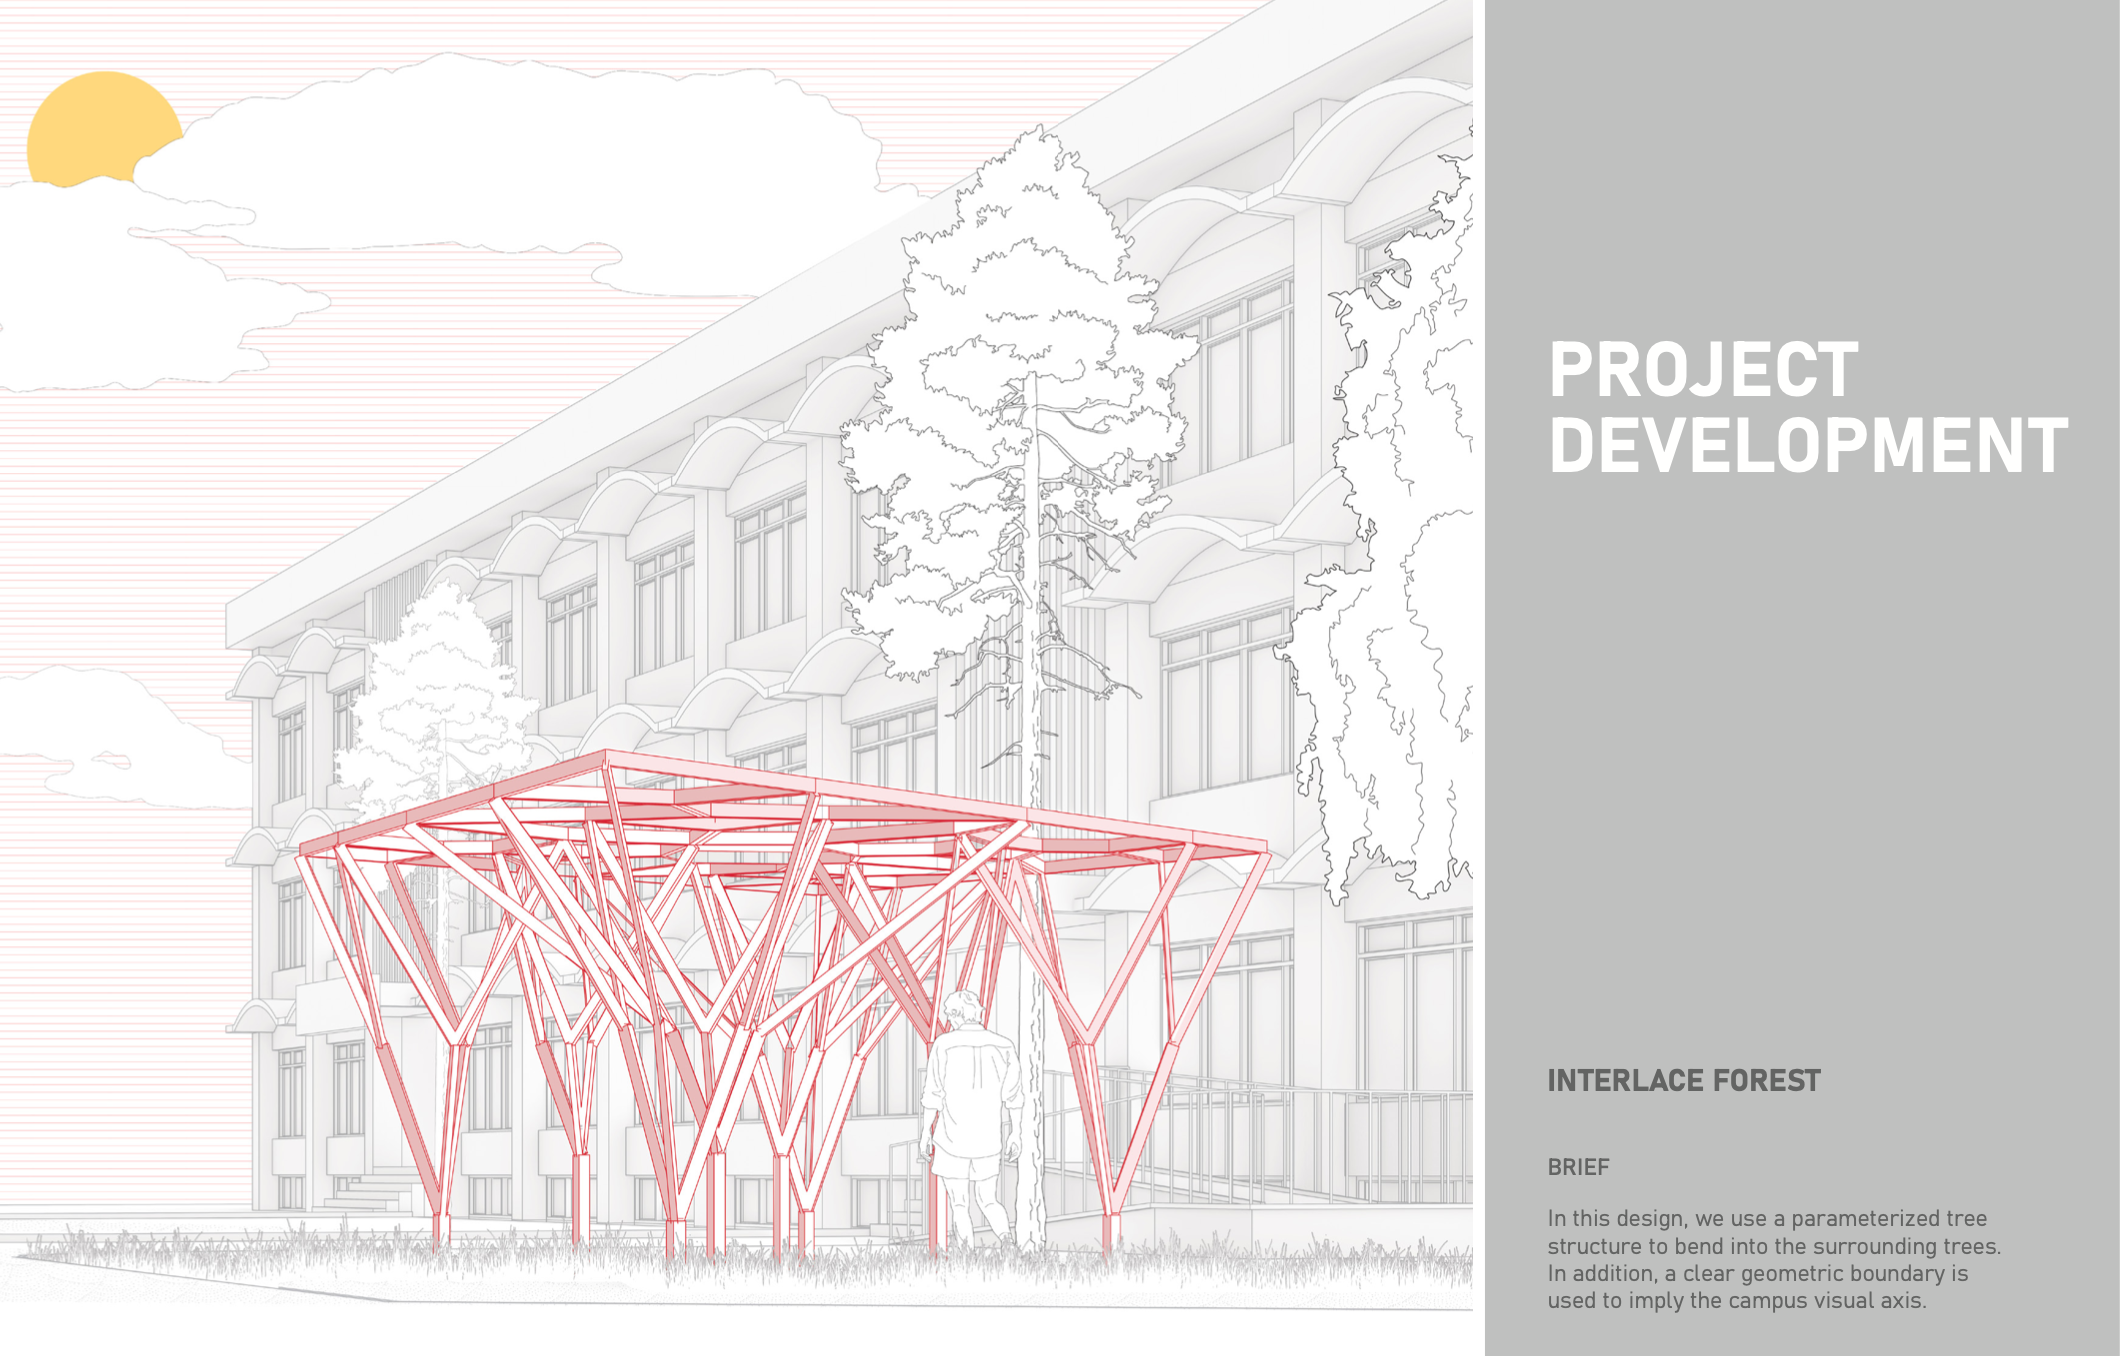 PROJECT
DEVELOPMENT
INTERLACE FOREST
BRIEF
In this design, we use a parameterized tree
structure to bend into the surrounding trees.
In addition, a clear geometric boundary is
used to imply the campus visual axis.